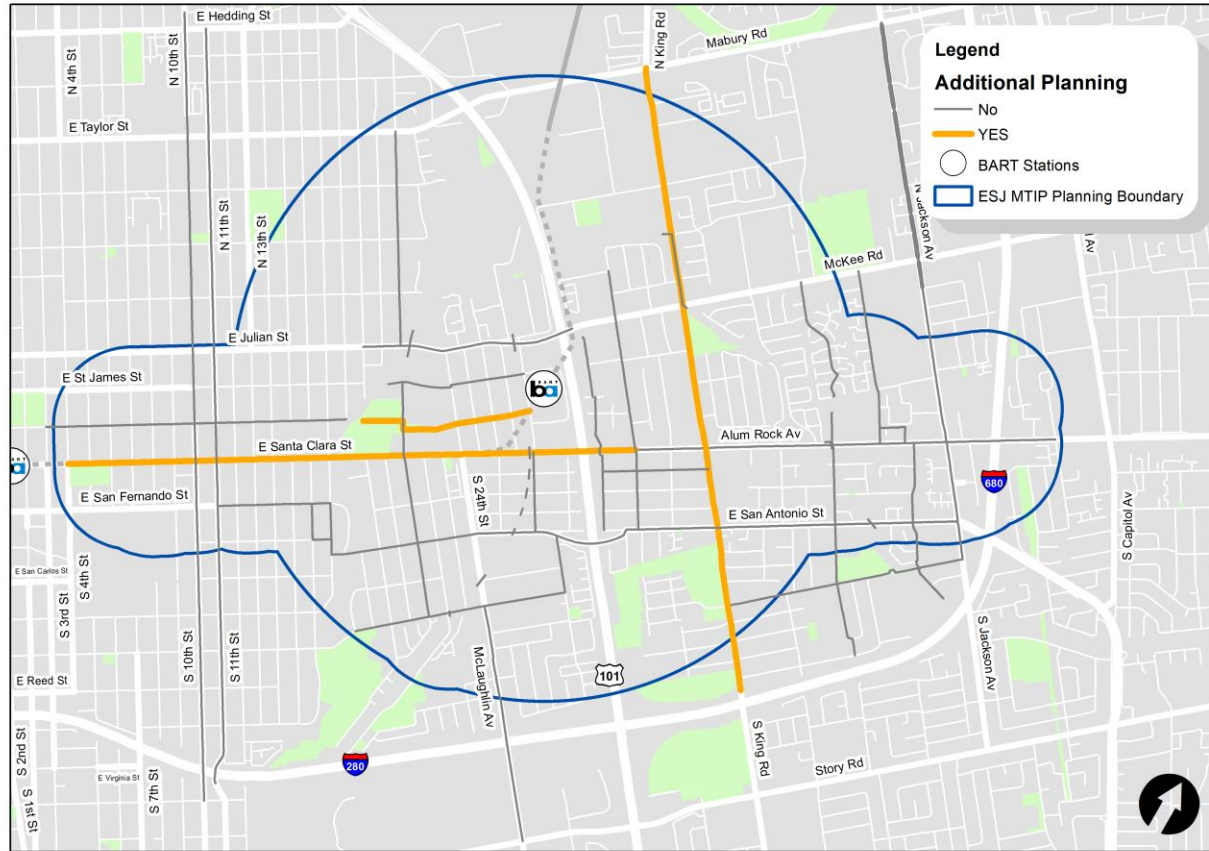 E Hedding St
N 4th St
N 10th St
N King Rd
Mabury Rd
Legend
Additional Planning
No
YES
BART Stations
ESJ MTIP Planning Boundary
E Taylor St
N 11th St
N 13th St
N Jackson Av
Av
McKee Rd
E Julian St
E St James St
BART
ba
E Santa Clara St
Alum Rock Av
ba
E San Fernando St
S 24th St
E San Antonio St
680
S Capitol Av
E San Carlos St
S 3rd St
S 4th St
S 10th St
S 11th St
McLaughlin Av
101
S Jackson Av
E Reed St
S King Rd
S 2nd St
S 1st St
E Virginia St
S 7th St
280
Story Rd